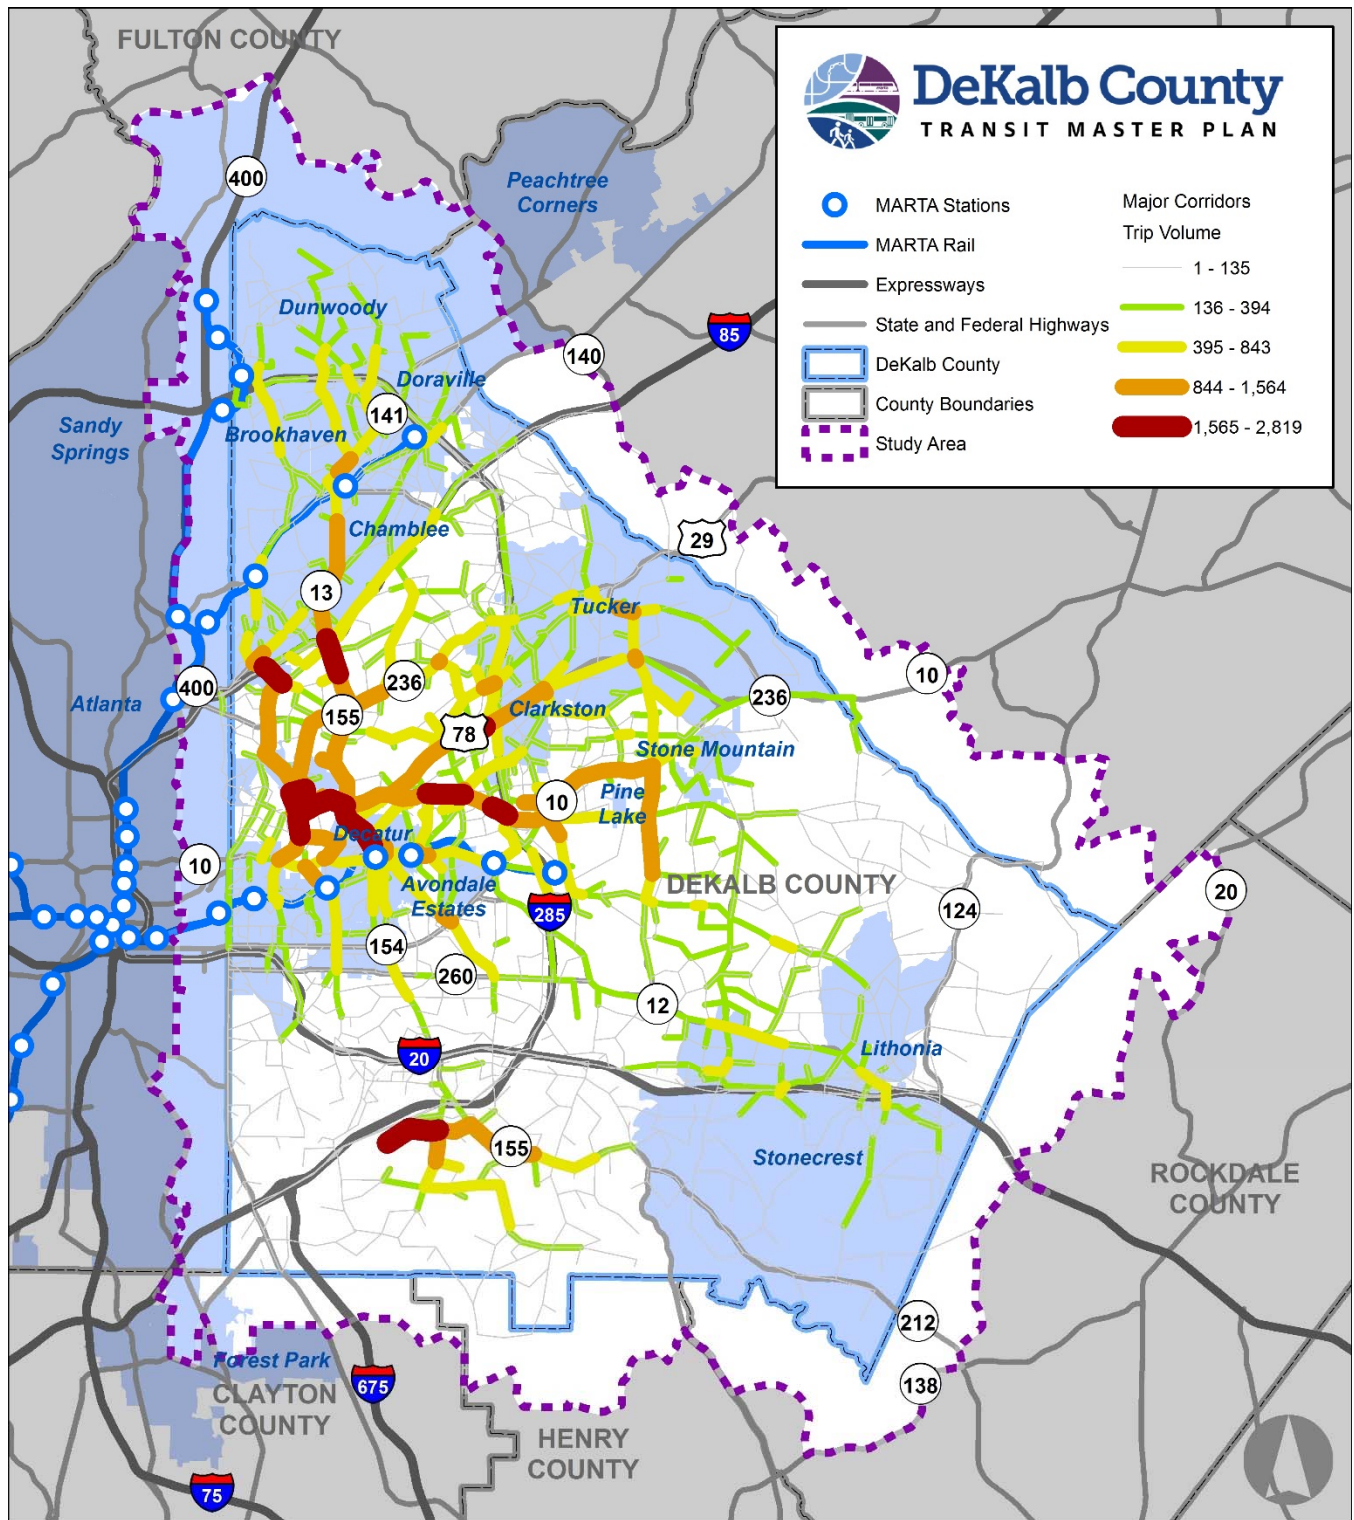 FULTON COUNTY
DeKalb County
TRANSIT MASTER PLAN
MARTA Stations
MARTA Rail
Expressways
State and Federal Highways
DeKalb County
County Boundaries
Study Area
Major Corridors
Trip Volume
1 - 135
136 - 394
395 - 843
844 - 1,564
1,565 - 2,819
400
Peachtree
Corners
Dunwoody
85
140
Doraville
141
Sandy
Springs
Brookhaven
Chamblee
29
13
Tucker
400
236
10
236
Atlanta
155
Clarkston
78
Stone Mountain
10
Pine
Lake
Decatur
10
Avondale
Estates
DEKALB COUNTY
20
285
124
154
260
12
20
Lithonia
155
Stonecrest
ROCKDALE
COUNTY
212
Forest Park
675
138
CLAYTON
COUNTY
HENRY
COUNTY
75